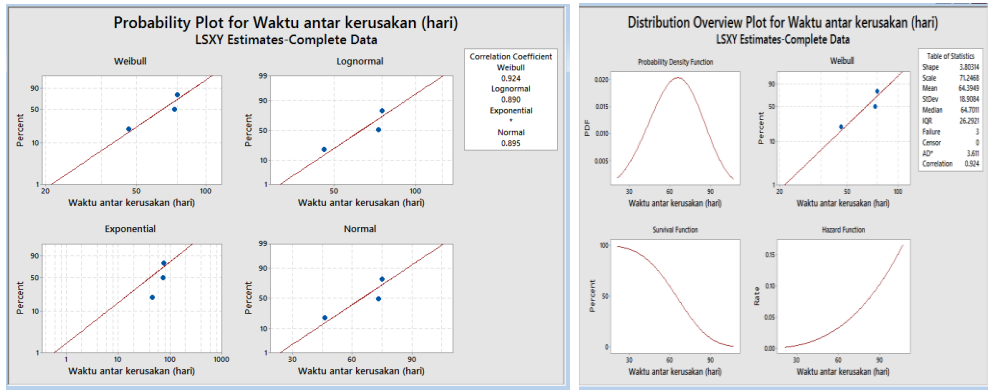 Probability Plot for Waktu antar kerusakan (hari)
LSXY Estimates-Complete Data
Weibull
Lognormal
Correlation Coefficient
Weibull
0.924
Lognormal
0.890
Exponential
*
Normal
0.895
Percent
90
50
10
1
20
50
100
Waktu antar kerusakan (hari)
Percent
99
90
50
10
1
50
100
Waktu antar kerusakan (hari)
Exponential
Percent
90
50
10
1
1
10
100
1000
Waktu antar kerusakan (hari)
Normal
Percent
99
90
50
10
1
30
60
90
Waktu antar kerusakan (hari)
Distribution Overview Plot for Waktu antar kerusakan (hari)
LSXY Estimates-Complete Data
Probability Density Function
PDF
0.020
0.015
0.010
0.005
30
60
90
Waktu antar kerusakan (hari)
Weibull
Percent
90
50
10
1
20
50
100
Waktu antar kerusakan (hari)
Table of Statistics
Shape 3.80314
Scale 71.2468
Mean 64.3949
StDev 18.9084
Median 64.7011
IQR 26.2921
Failure 3
Censor 0
AD* 3.611
Correlation 0.924
Survival Function
Percent
100
50
0
30
60
90
Waktu antar kerusakan (hari)
Hazard Function
Rate
0.15
0.10
0.05
0.00
30
60
90
Waktu antar kerusakan (hari)